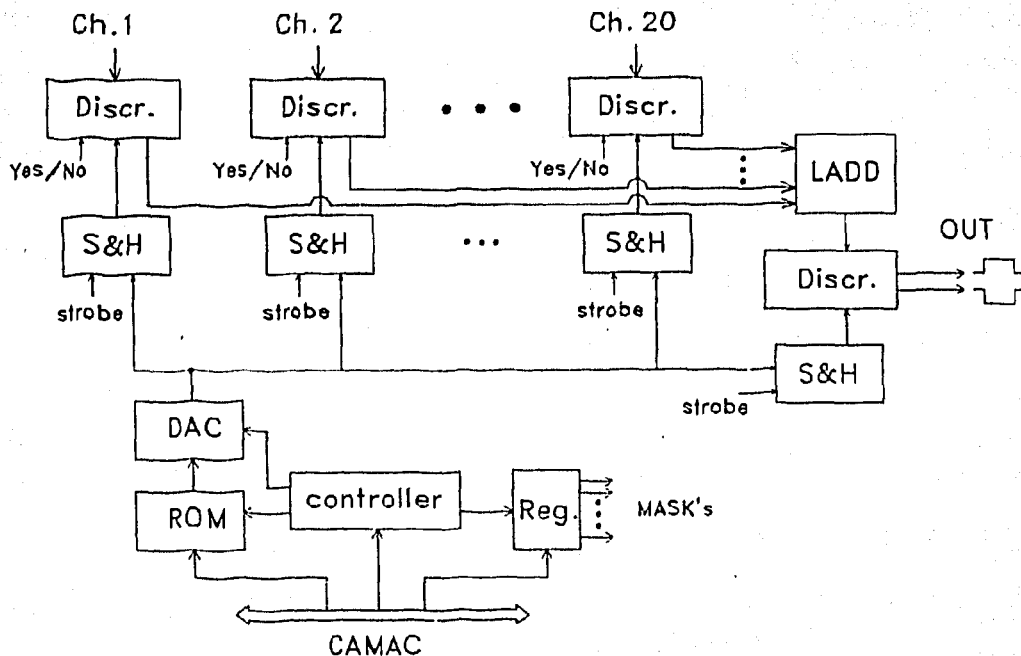 Ch.1 Ch. 2 Ch. 20
Discr. Discr. • • • Discr.
Yes/No Yes/No Yes/No
LADD
S&H S&H ••• S&H
OUT
Discr.
strobe strobe strobe
S&H
strobe
DAC
controller
ROM Reg. MASK's
CAMAC